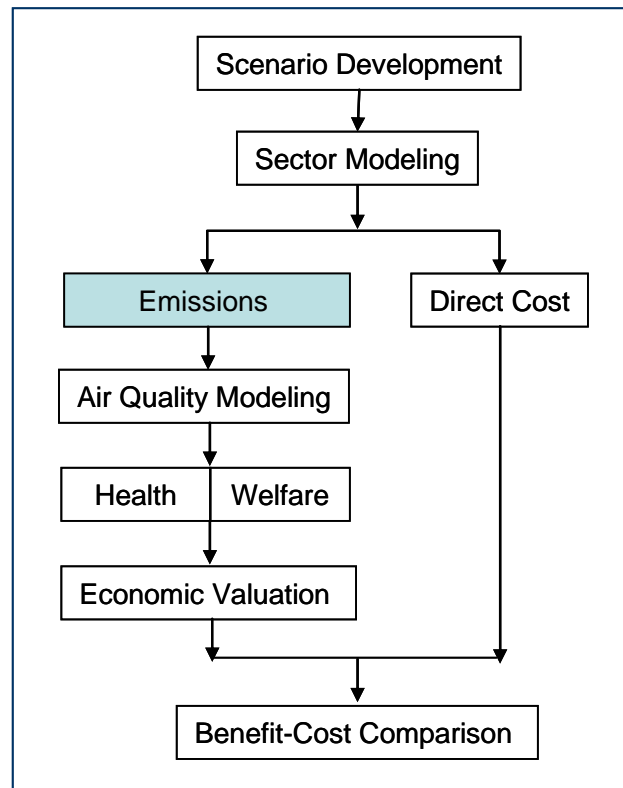 Scenario Development
Sector Modeling
Emissions
Direct Cost
Air Quality Modeling
Health
Welfare
Economic Valuation
Benefit-Cost Comparison